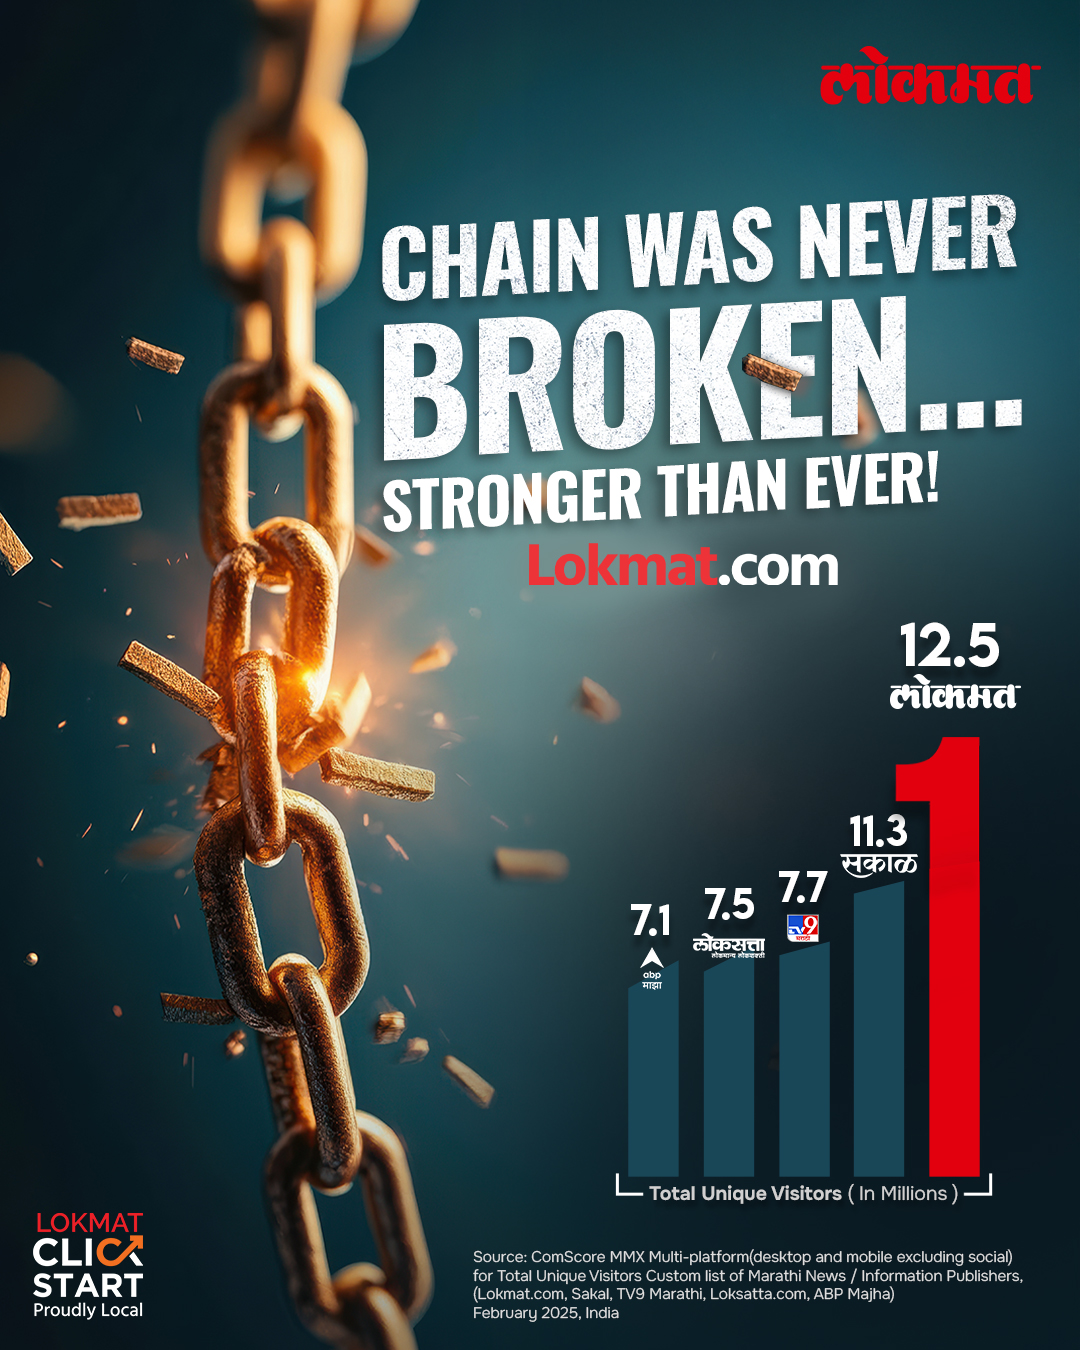 लोकमत
CHAIN WAS NEVER
BROKEN...
STRONGER THAN EVER!
Lokmat.com
12.5
लोकमत
11.3
सकाळ
7.7
TV9
मराठी
7.5
लोकसत्ता
लोकमान्य लोकशक्ती
7.1
abp
माझा
1
Total Unique Visitors ( In Millions )
LOKMAT
CLICK
START
Proudly Local
Source: ComScore MMX Multi-platform(desktop and mobile excluding social)
for Total Unique Visitors Custom list of Marathi News / Information Publishers,
(Lokmat.com, Sakal, TV9 Marathi, Loksatta.com, ABP Majha)
February 2025, India